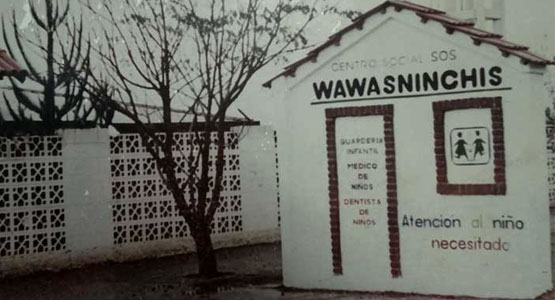 CENTRO SOCIAL SOS
WAWASNINCHIS
GUARDERIA
INFANTIL
MEDICO
DE
NIÑOS
DENTISTA
DE
NIÑOS
Atencion al niño
necesitado